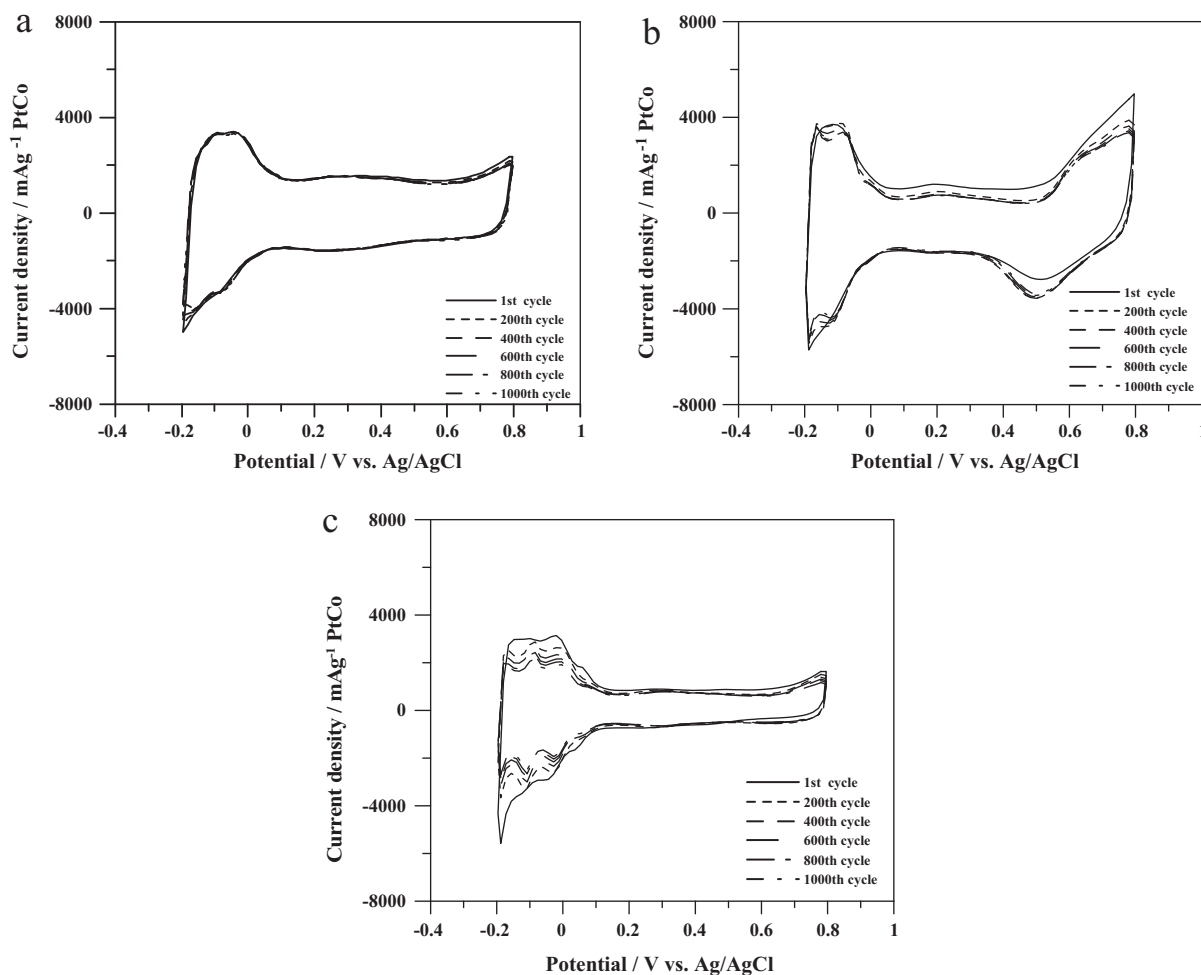 a
8000
4000
0
-4000
-8000
Current density / mAg⁻¹ PtCo
1st cycle
200th cycle
400th cycle
600th cycle
800th cycle
1000th cycle
-0.4 -0.2 0 0.2 0.4 0.6 0.8 1
Potential / V vs. Ag/AgCl
b
8000
4000
0
-4000
-8000
Current density / mAg⁻¹ PtCo
1st cycle
200th cycle
400th cycle
600th cycle
800th cycle
1000th cycle
-0.4 -0.2 0 0.2 0.4 0.6 0.8 1
Potential / V vs. Ag/AgCl
c
8000
4000
0
-4000
-8000
Current density / mAg⁻¹ PtCo
1st cycle
200th cycle
400th cycle
600th cycle
800th cycle
1000th cycle
-0.4 -0.2 0 0.2 0.4 0.6 0.8 1
Potential / V vs. Ag/AgCl